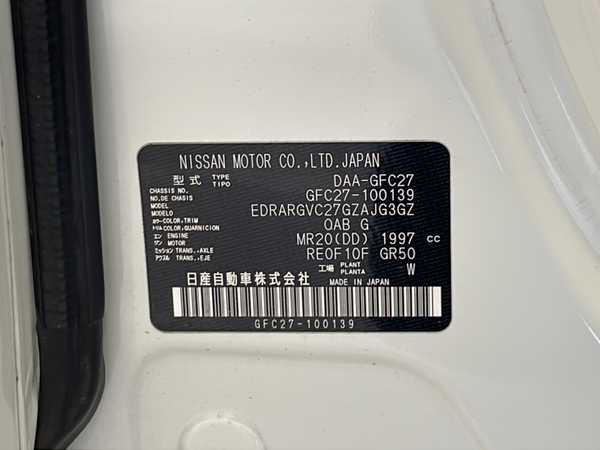 NISSAN MOTOR CO.,LTD.JAPAN
型式 TYPE TIPO DAA-GFC27
CHASSIS NO. NO.DE CHASSIS GFC27-100139
EDRARGVC27GZAJG3GZ
カラー COLOR,TRIM トリム COLOR,GUARNICION QAB G
エンジン ENGINE MOTOR MR20(DD) 1997 cc
ミッション TRANS.,AXLE アクスル TRANS.,EJE RE0F10F GR50
工場 PLANT PLANTA W
日産自動車株式会社 MADE IN JAPAN
GFC27-100139